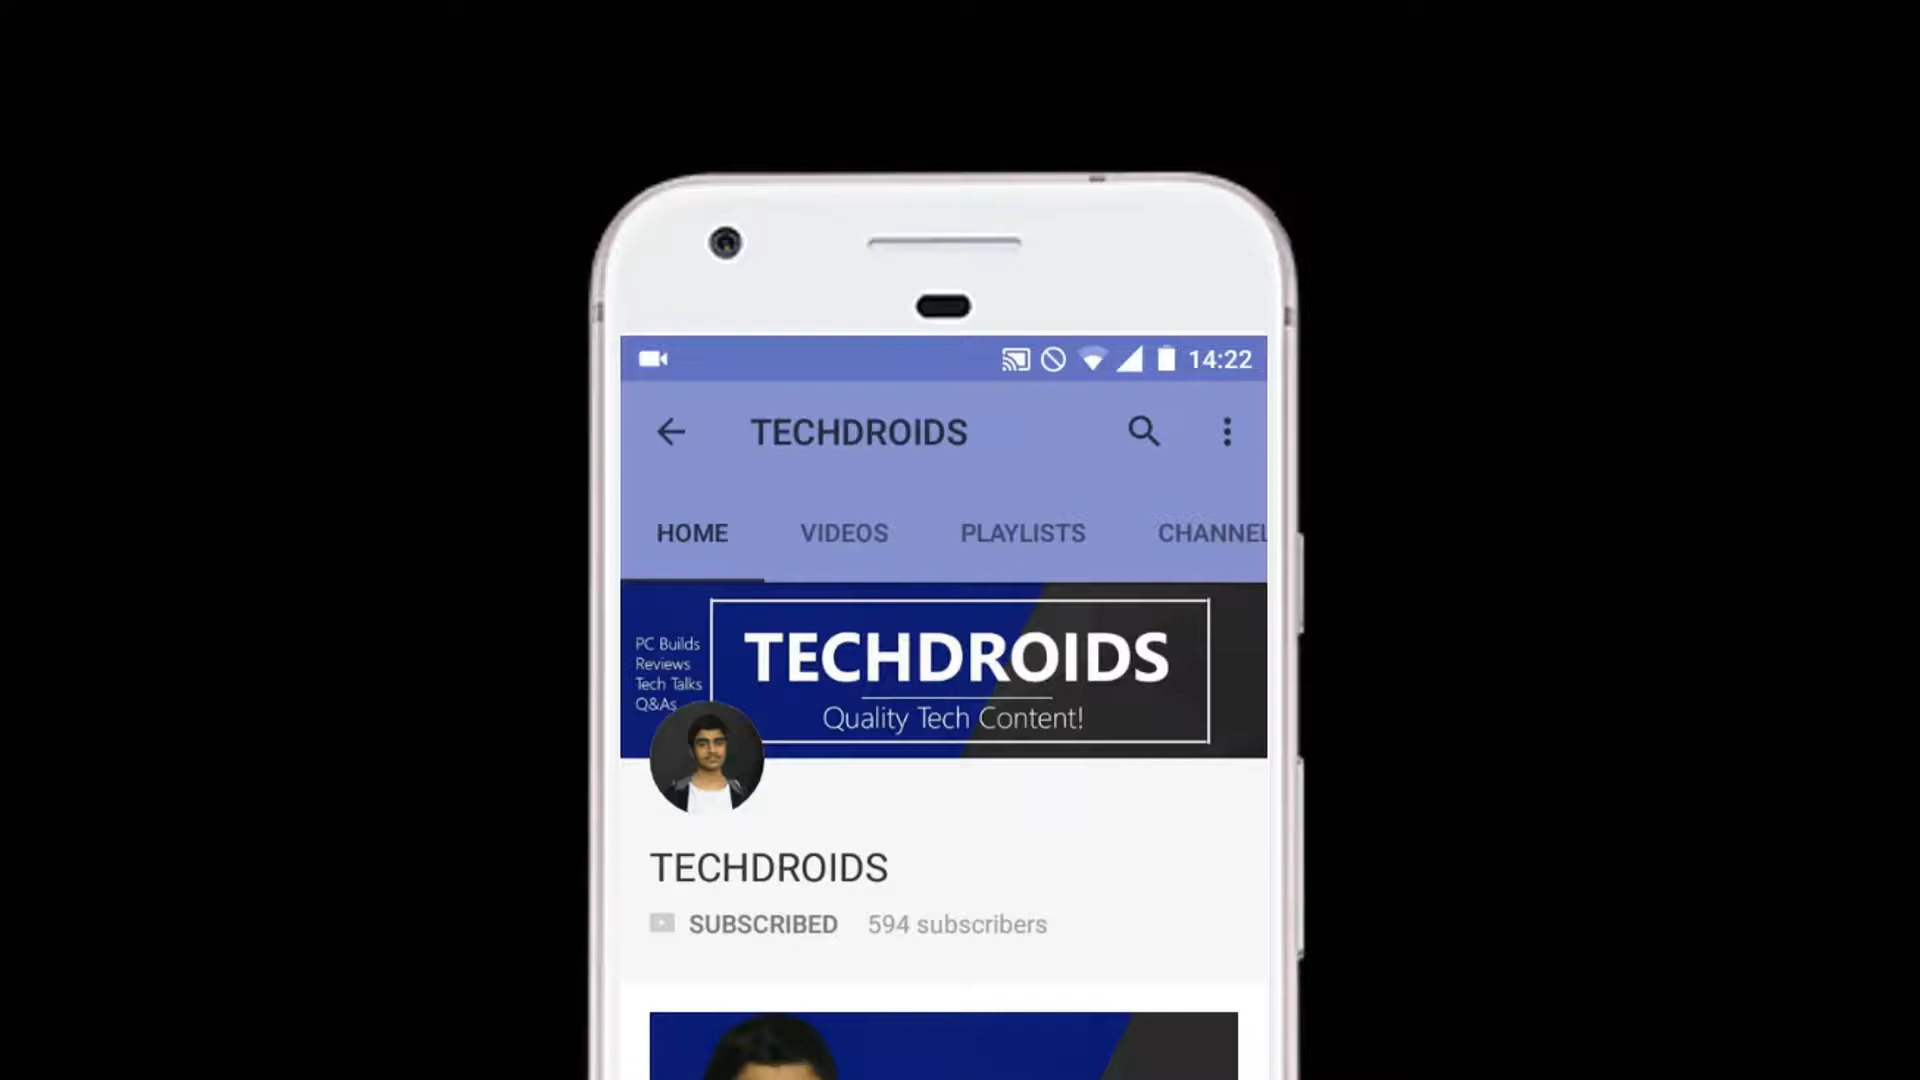 14:22
TECHDROIDS
HOME VIDEOS PLAYLISTS CHANNEL
PC Builds
Reviews
Tech Talks
Q&As
TECHDROIDS
Quality Tech Content!
TECHDROIDS
SUBSCRIBED 594 subscribers